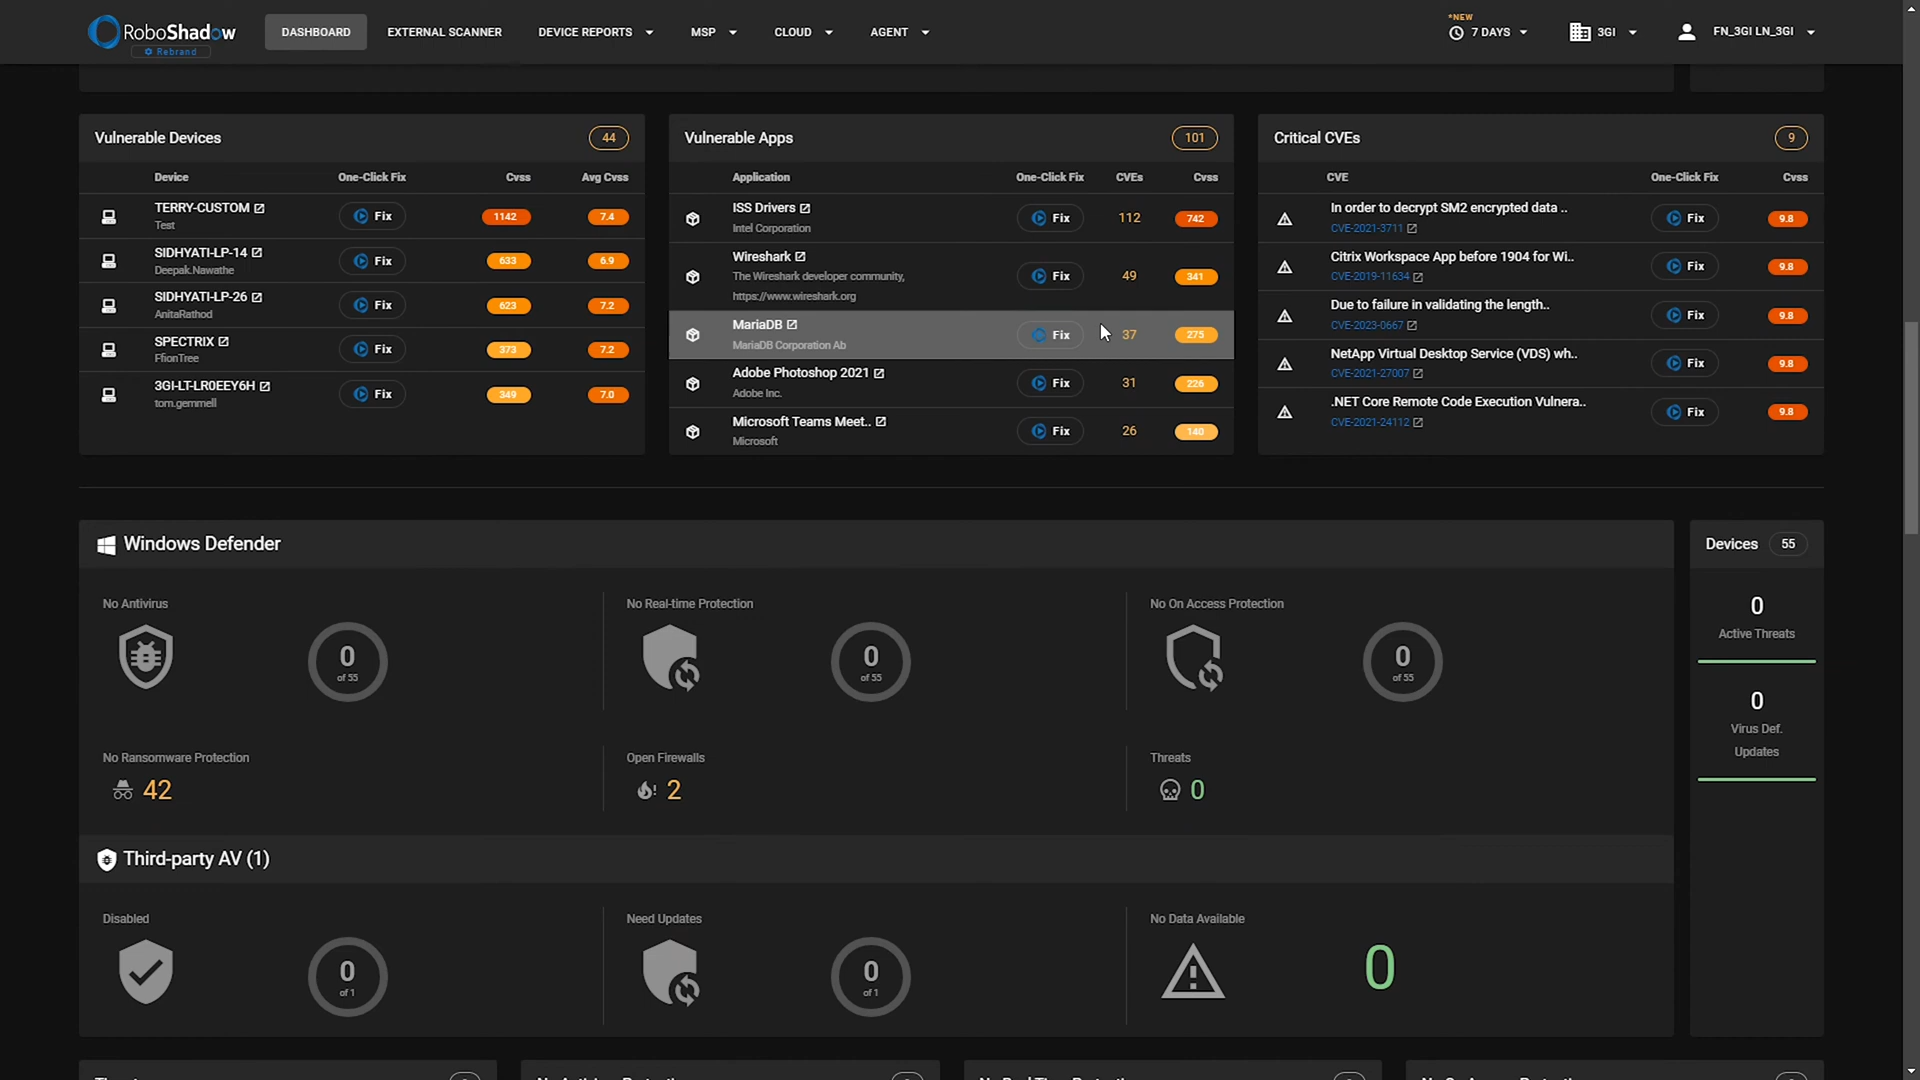 RoboShadow
Rebrand
DASHBOARD
EXTERNAL SCANNER
DEVICE REPORTS
MSP
CLOUD
AGENT
*NEW
7 DAYS
3GI
FN_3GI LN_3GI
Vulnerable Devices 44
Device One-Click Fix Cvss Avg Cvss
TERRY-CUSTOM Fix 1142 7.4
Test
SIDHYATI-LP-14 Fix 633 6.9
Deepak.Nawathe
SIDHYATI-LP-26 Fix 623 7.2
AnitaRathod
SPECTRIX Fix 373 7.2
FfionTree
3GI-LT-LR0EEY6H Fix 349 7.0
tom.gemmell
Vulnerable Apps 101
Application One-Click Fix CVEs Cvss
ISS Drivers Fix 112 742
Intel Corporation
Wireshark Fix 49 341
The Wireshark developer community,
https://www.wireshark.org
MariaDB Fix 37 275
MariaDB Corporation Ab
Adobe Photoshop 2021 Fix 31 226
Adobe Inc.
Microsoft Teams Meet.. Fix 26 140
Microsoft
Critical CVEs 9
CVE One-Click Fix Cvss
In order to decrypt SM2 encrypted data .. Fix 9.8
CVE-2021-3711
Citrix Workspace App before 1904 for Wi.. Fix 9.8
CVE-2019-11634
Due to failure in validating the length.. Fix 9.8
CVE-2023-0667
NetApp Virtual Desktop Service (VDS) wh.. Fix 9.8
CVE-2021-27007
.NET Core Remote Code Execution Vulnera.. Fix 9.8
CVE-2021-24112
Windows Defender
No Antivirus
0
of 55
No Real-time Protection
0
of 55
No On Access Protection
0
of 55
No Ransomware Protection
42
Open Firewalls
2
Threats
0
Devices 55
0
Active Threats
0
Virus Def.
Updates
Third-party AV (1)
Disabled
0
of 1
Need Updates
0
of 1
No Data Available
0